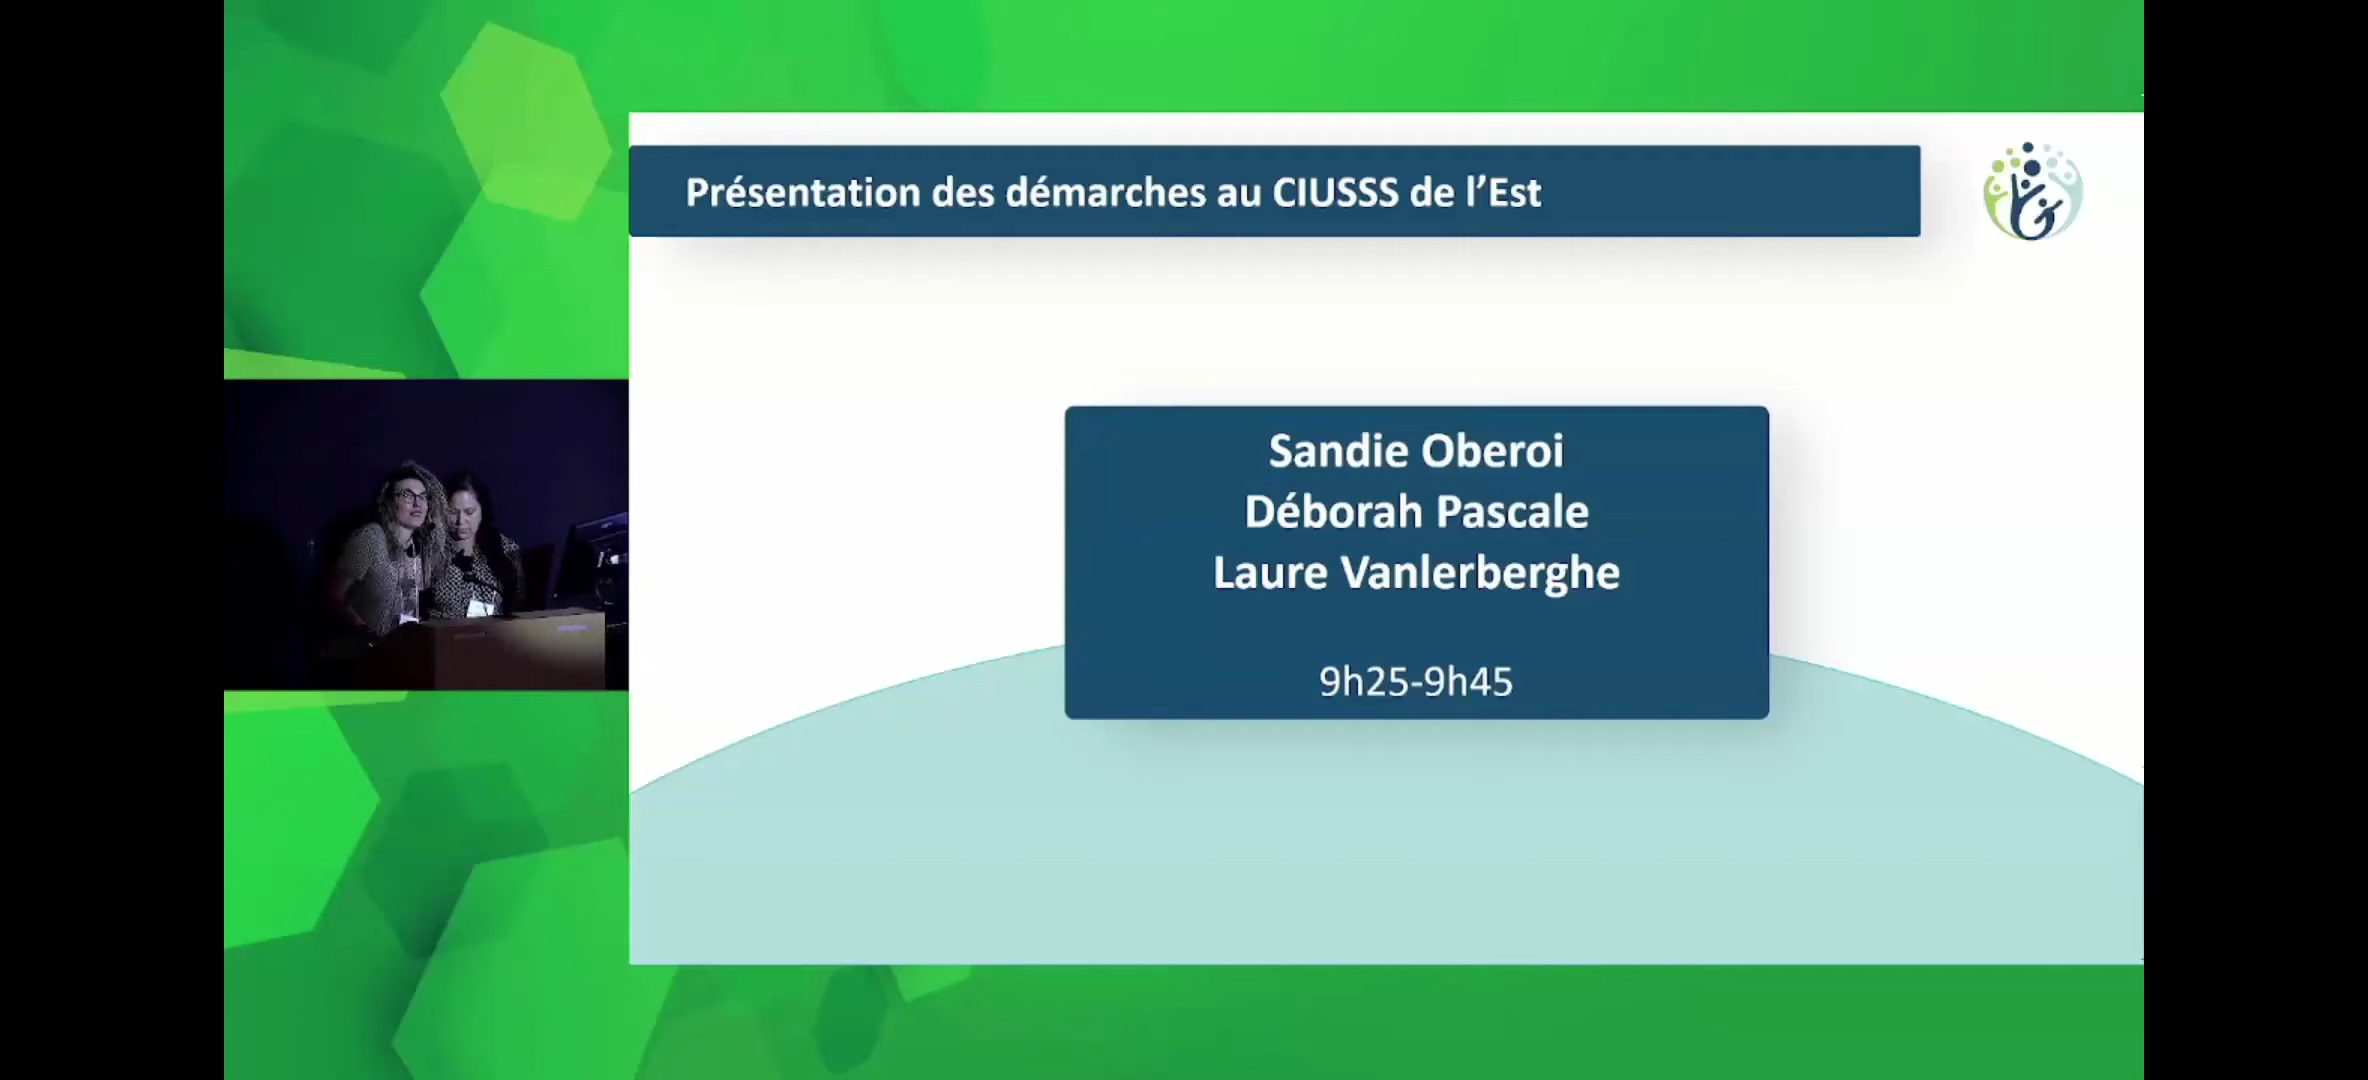 Présentation des démarches au CIUSSS de l’Est
Sandie Oberoi
Déborah Pascale
Laure Vanlerberghe
9h25-9h45